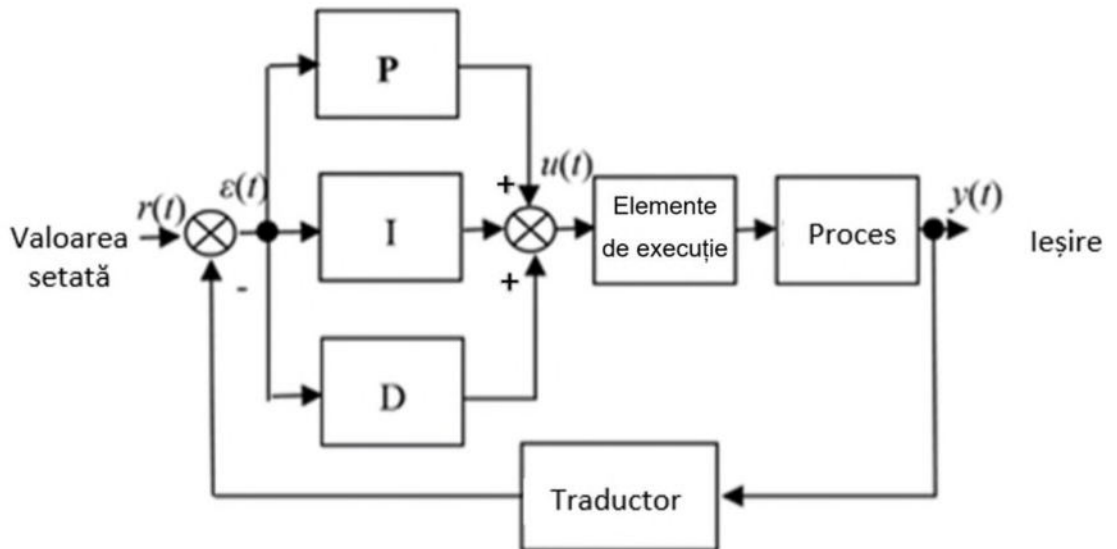 P
u(t)
ε(t)
r(t)
+
Valoarea
setată
-
I
+
Elemente
de execuție
Proces
y(t)
Ieșire
D
Traductor